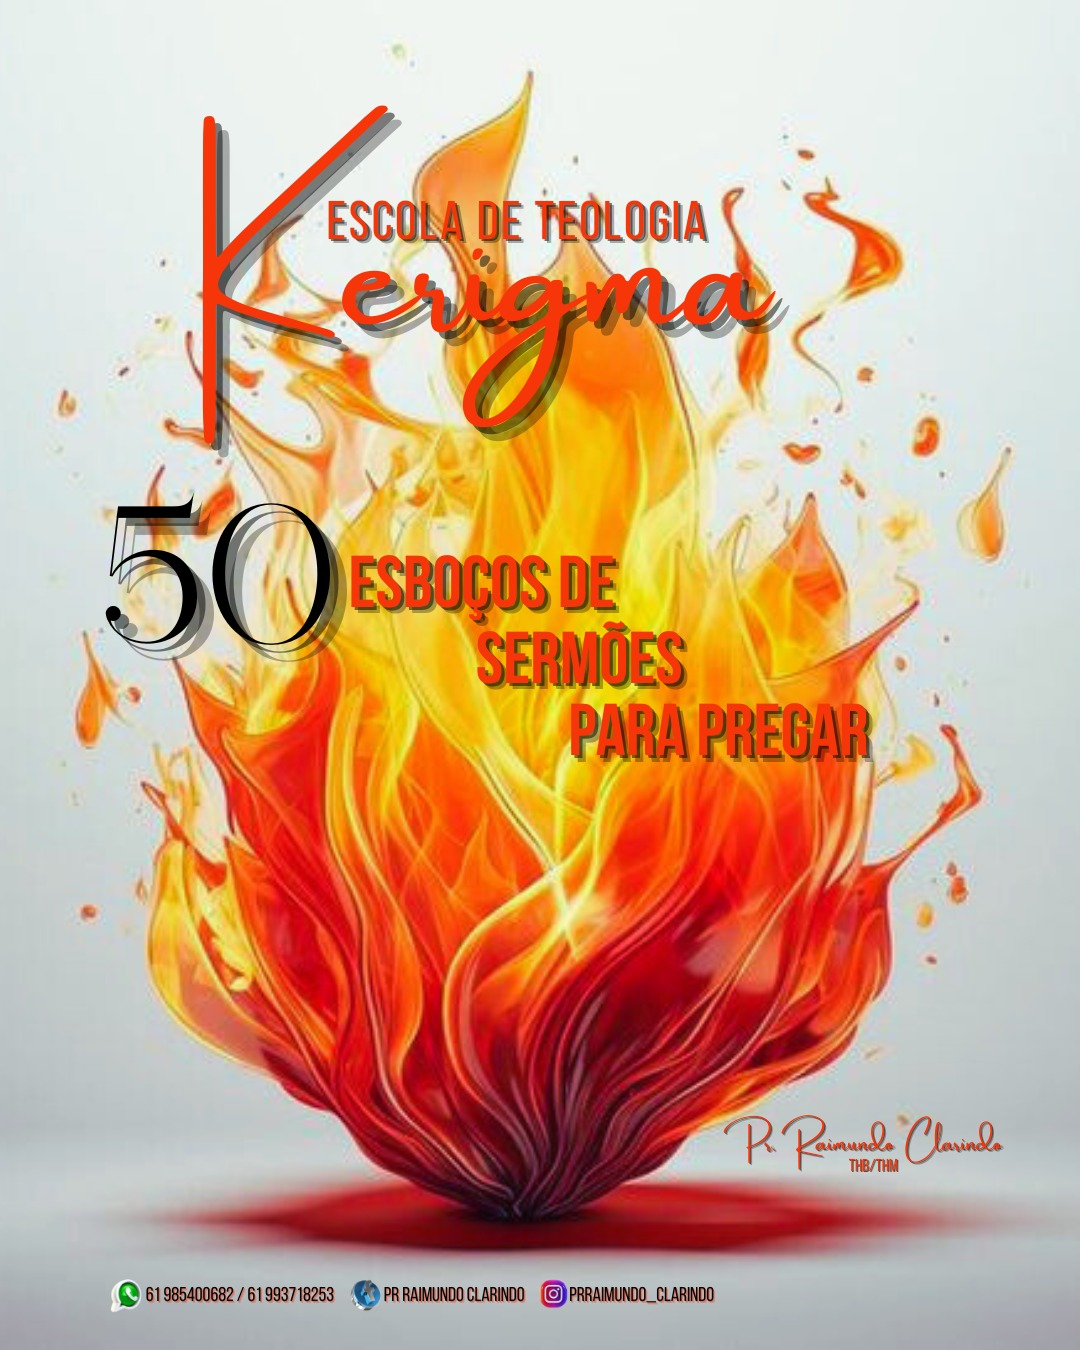 ESCOLA DE TEOLOGIA
Kerigma
50 ESBOÇOS DE
SERMÕES
PARA PREGAR
Pr. Raimundo Clarindo
THB/THM
61 985400682 / 61 993718253 PR RAIMUNDO CLARINDO PRRAIMUNDO_CLARINDO